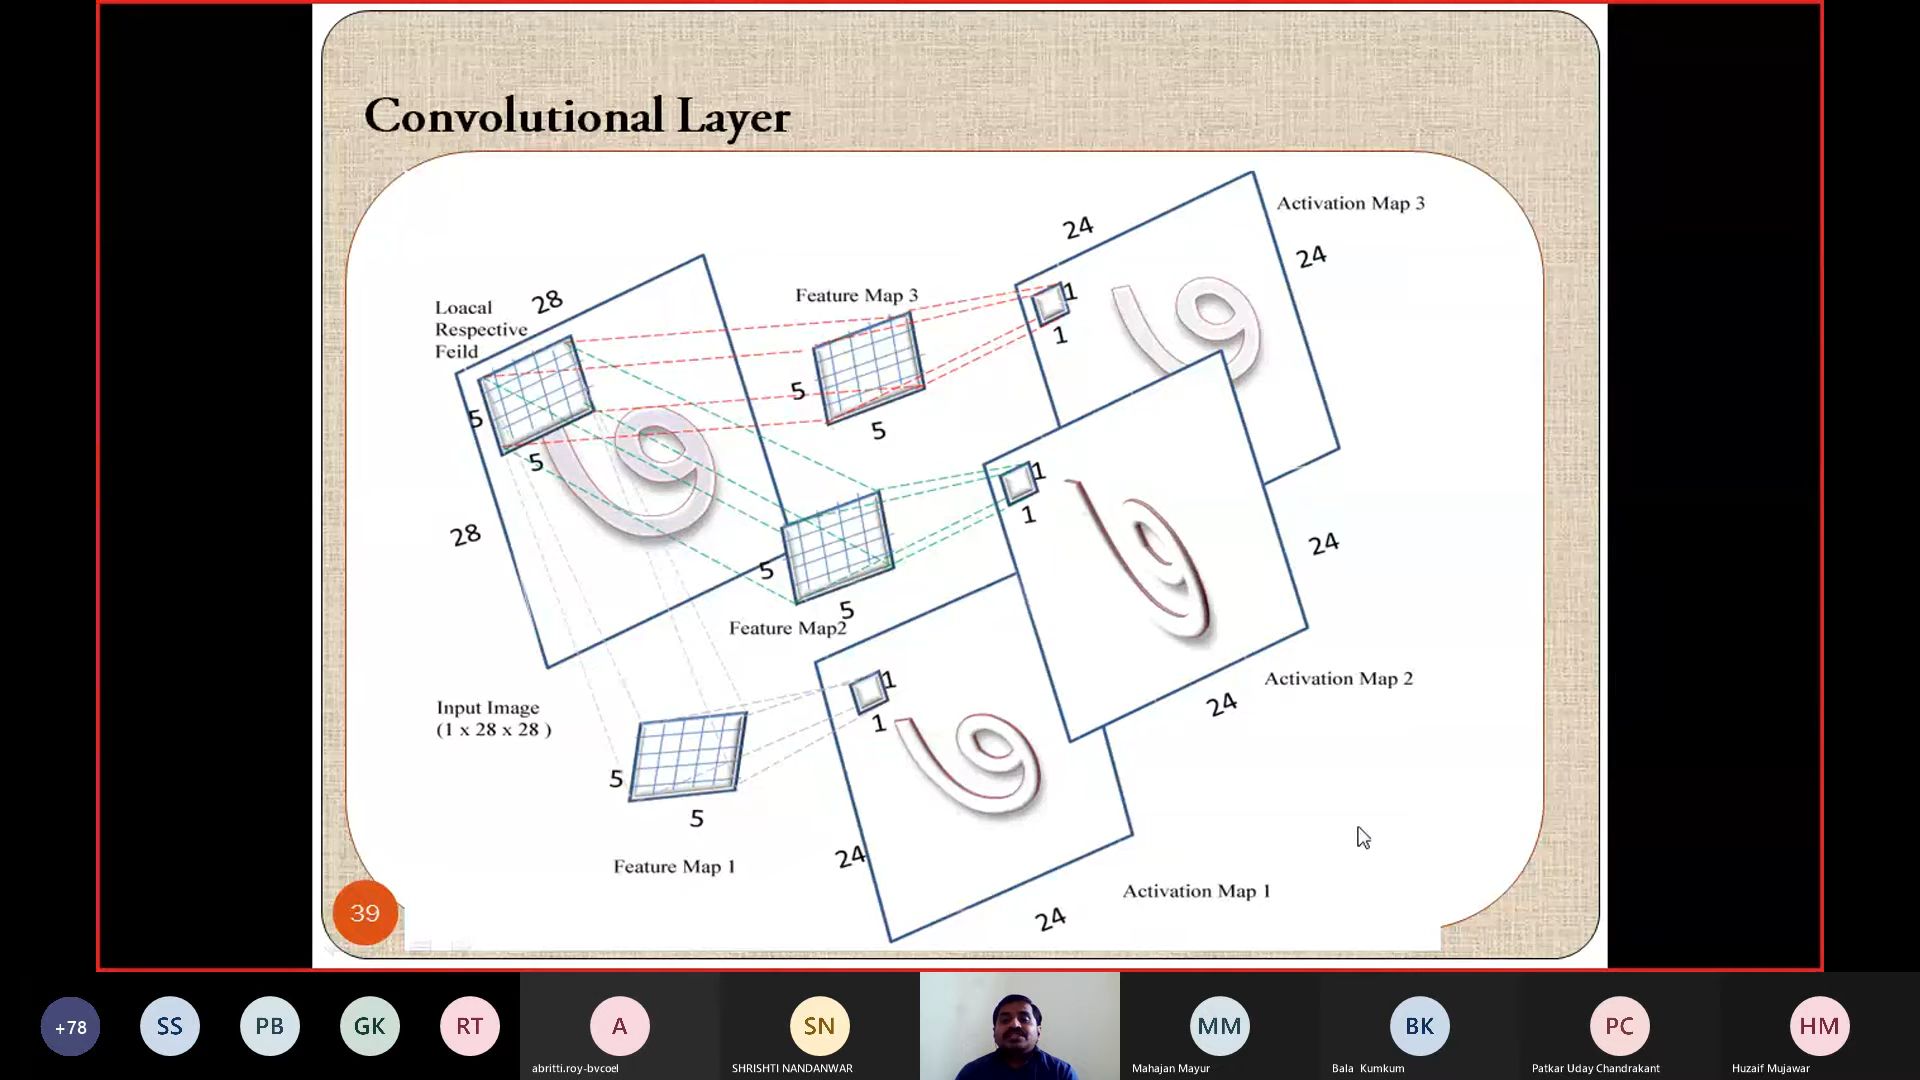 Convolutional Layer
Activation Map 3
24
24
Loacal
Respective
Feild
28
Feature Map 3
1
1
5
5
5
5
28
1
1
5
5
Feature Map2
24
Activation Map 2
24
Input Image
(1 x 28 x 28 )
1
1
5
5
Feature Map 1
24
Activation Map 1
24
39
+78
SS
PB
GK
RT
A
abritti.roy-bvcoel
SN
SHRISHTI NANDANWAR
MM
Mahajan Mayur
BK
Bala Kumkum
PC
Patkar Uday Chandrakant
HM
Huzaif Mujawar